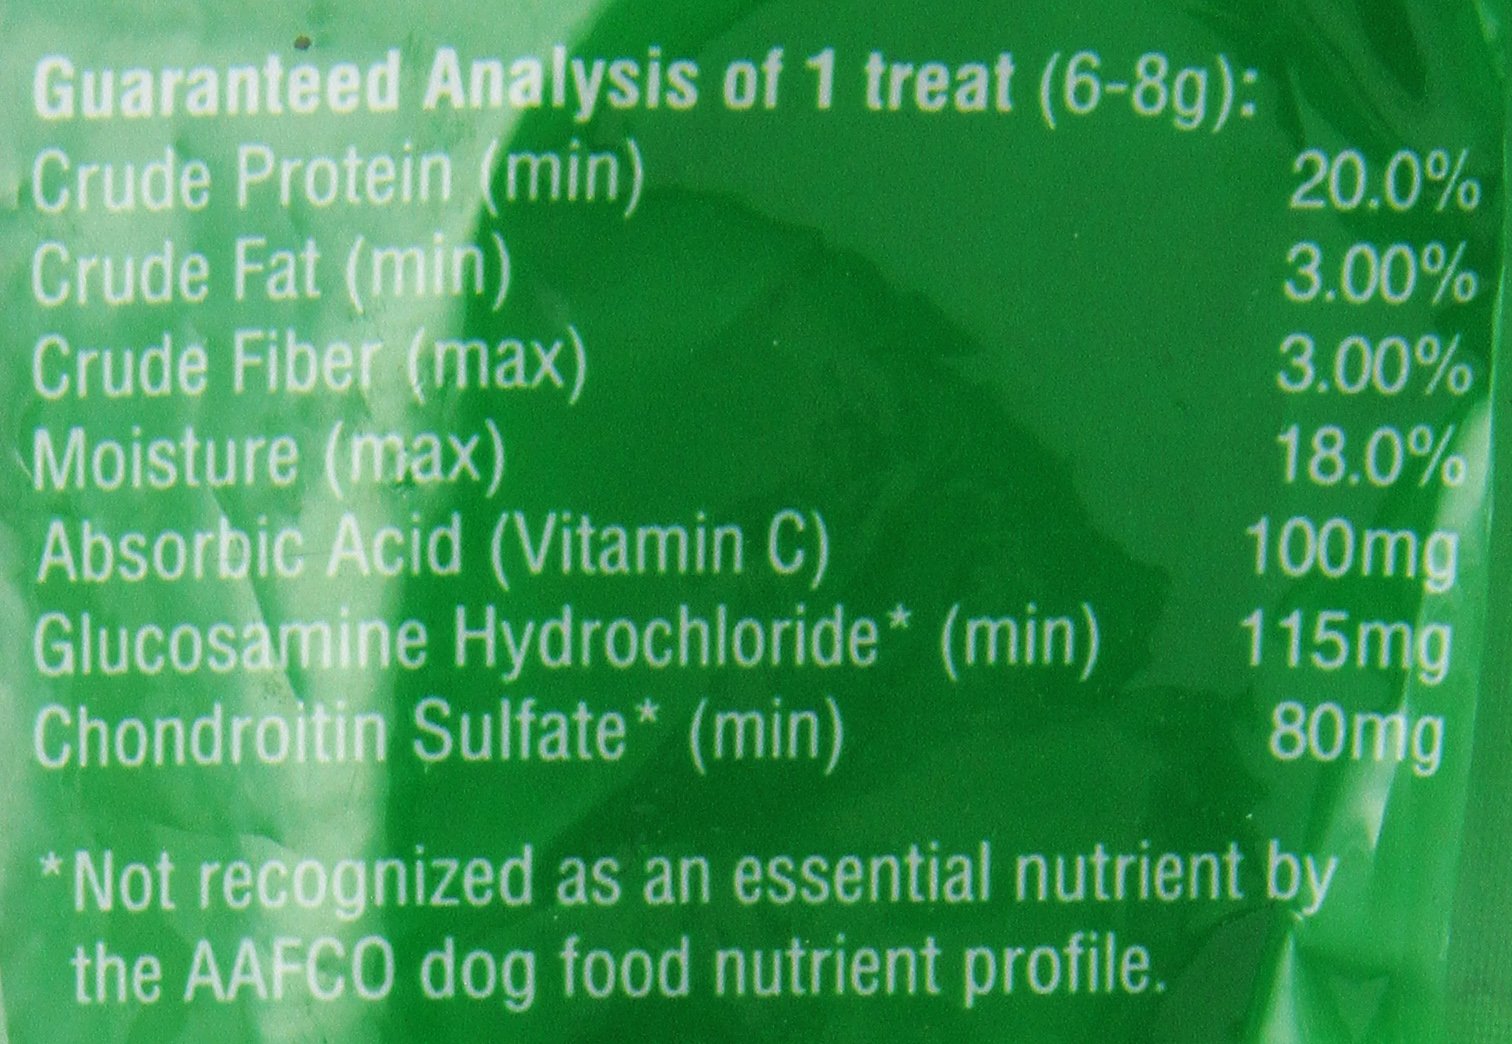 Guaranteed Analysis of 1 treat (6-8g):
Crude Protein (min) 20.0%
Crude Fat (min) 3.00%
Crude Fiber (max) 3.00%
Moisture (max) 18.0%
Absorbic Acid (Vitamin C) 100mg
Glucosamine Hydrochloride* (min) 115mg
Chondroitin Sulfate* (min) 80mg
*Not recognized as an essential nutrient by
the AAFCO dog food nutrient profile.